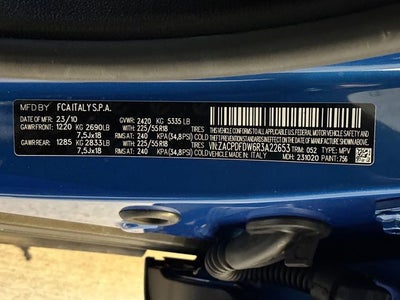 MFD BY FCA ITALY S.P.A.
DATE OF MFR: 23/10 GVWR: 2420 KG 5335 LB
GAWR FRONT: 1220 KG 2690LB WITH 225/55R18 TIRES
7,5Jx18 RIMS AT 240 KPA (34,8PSI) COLD
GAWR REAR: 1285 KG 2833LB WITH 225/55R18 TIRES
7,5Jx18 RIMS AT 240 KPA (34,8PSI) COLD
THIS VEHICLE CONFORMS TO ALL APPLICABLE
U.S. FEDERAL MOTOR VEHICLE SAFETY
STANDARDS IN EFFECT ON THE
DATE OF MANUFACTURE SHOWN ABOVE
VIN:ZACPDFDW6R3A22653 TRIM: 052 TYPE: MPV
MADE IN: ITALY MDH: 231020 PAINT: 756